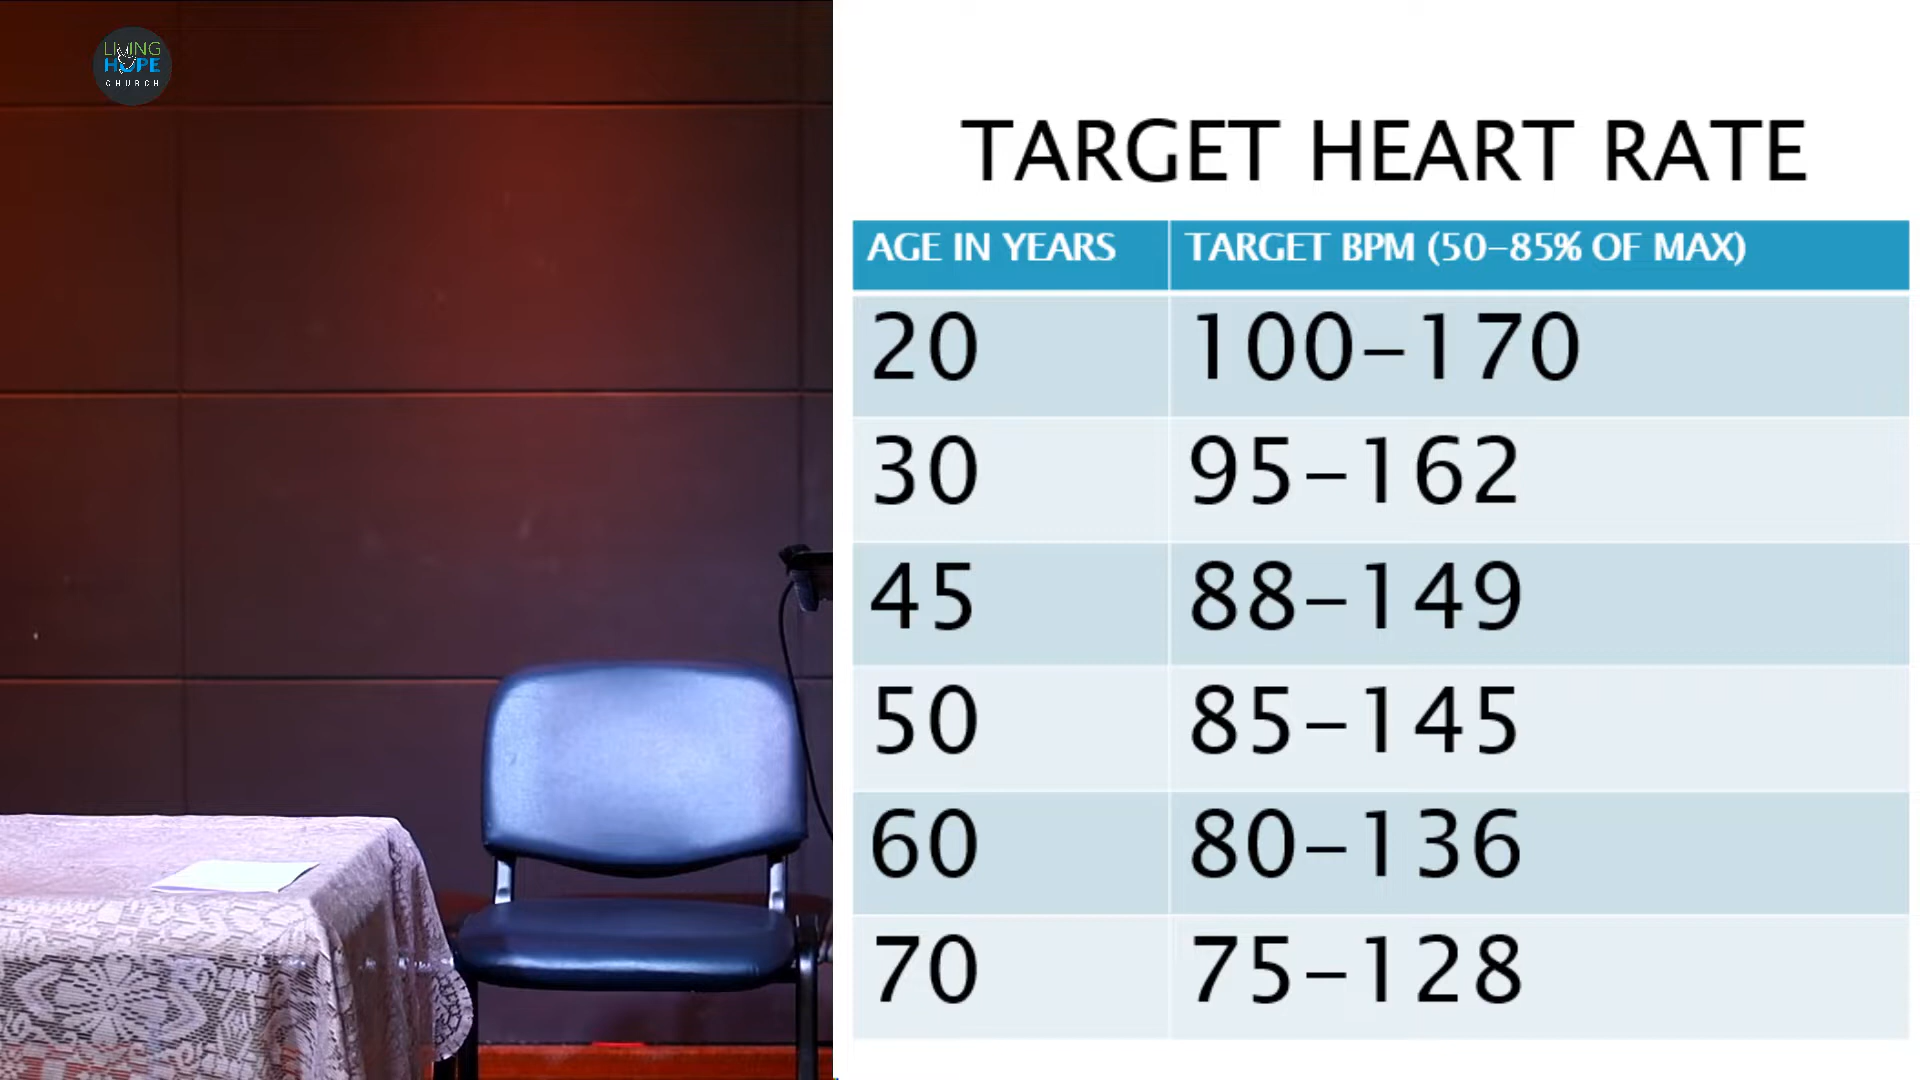 LIVING
HOPE
CHURCH
TARGET HEART RATE
AGE IN YEARS TARGET BPM (50-85% OF MAX)
20 100-170
30 95-162
45 88-149
50 85-145
60 80-136
70 75-128